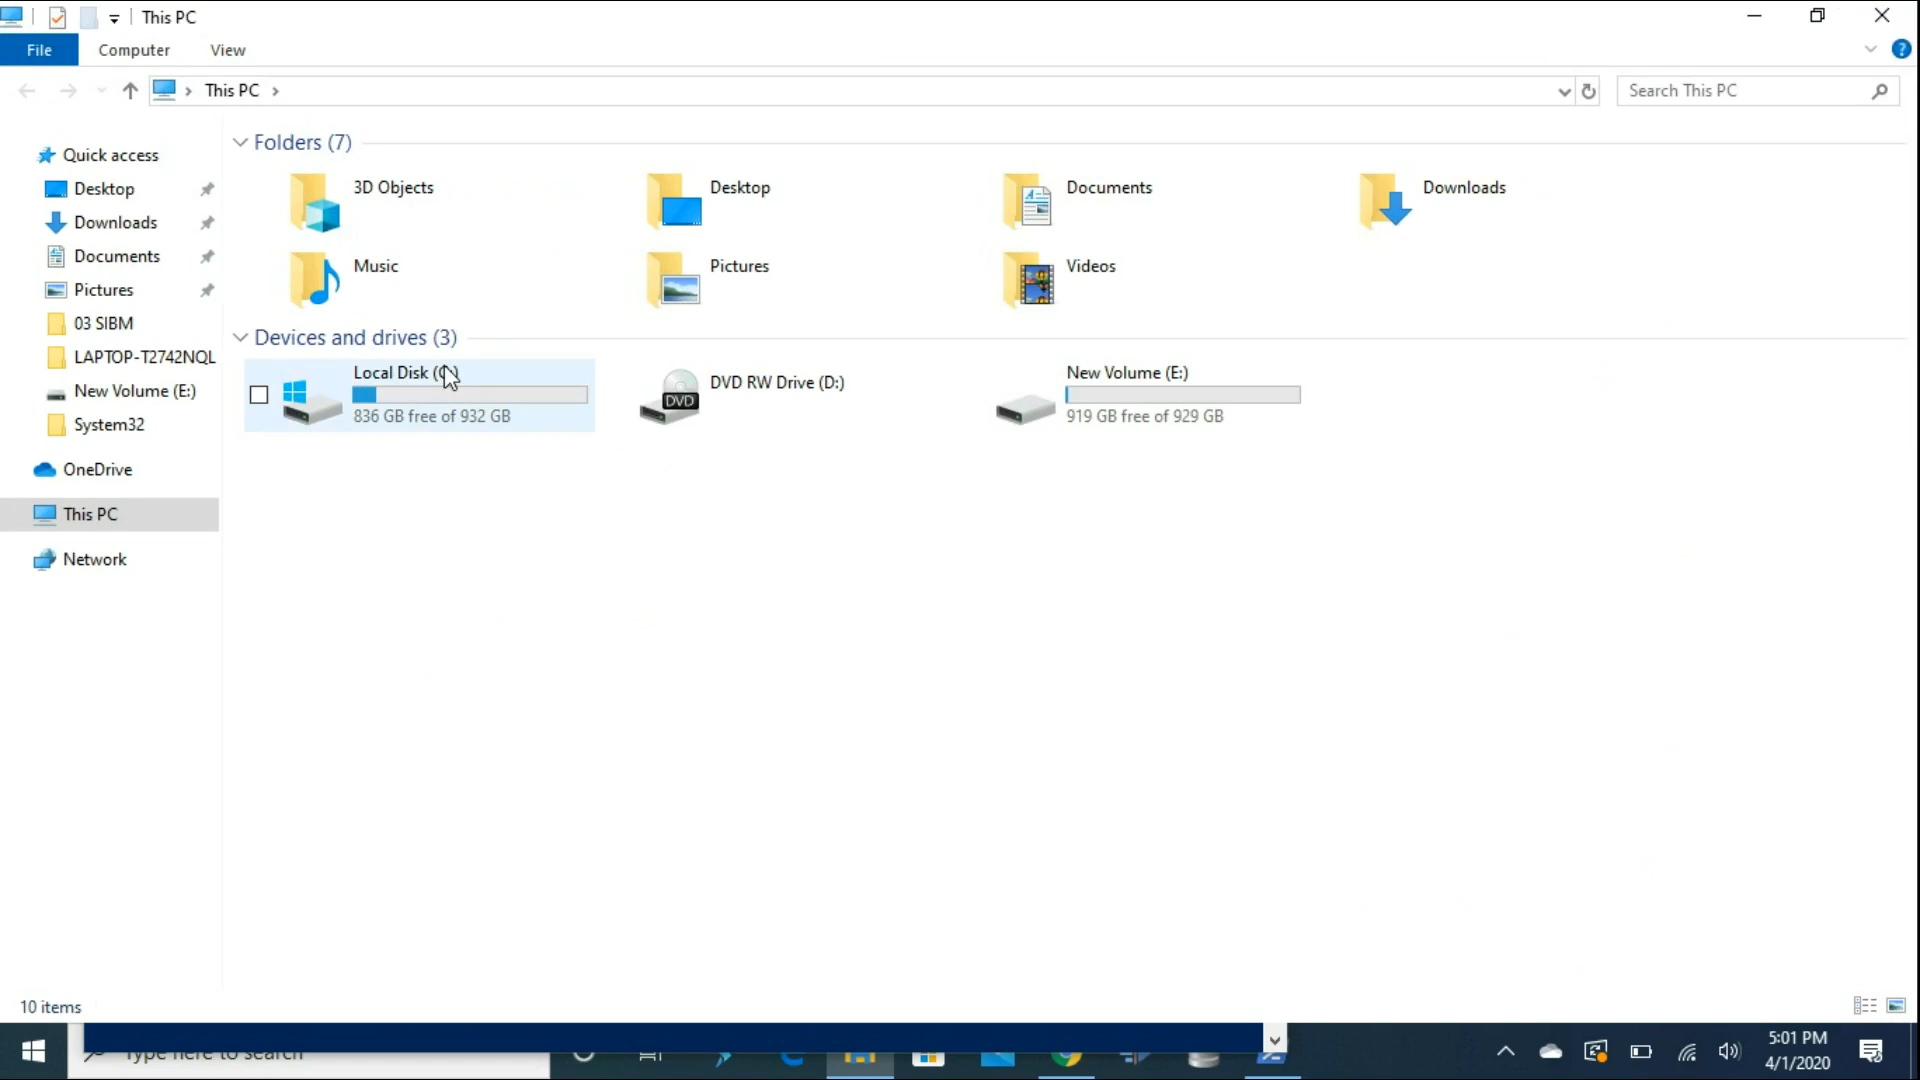 This PC
File Computer View
This PC
Search This PC
Quick access
Desktop
Downloads
Documents
Pictures
03 SIBM
LAPTOP-T2742NQL
New Volume (E:)
System32
OneDrive
This PC
Network
Folders (7)
3D Objects
Desktop
Documents
Downloads
Music
Pictures
Videos
Devices and drives (3)
Local Disk (C:)
836 GB free of 932 GB
DVD
DVD RW Drive (D:)
New Volume (E:)
919 GB free of 929 GB
10 items
Type here to search
5:01 PM
4/1/2020